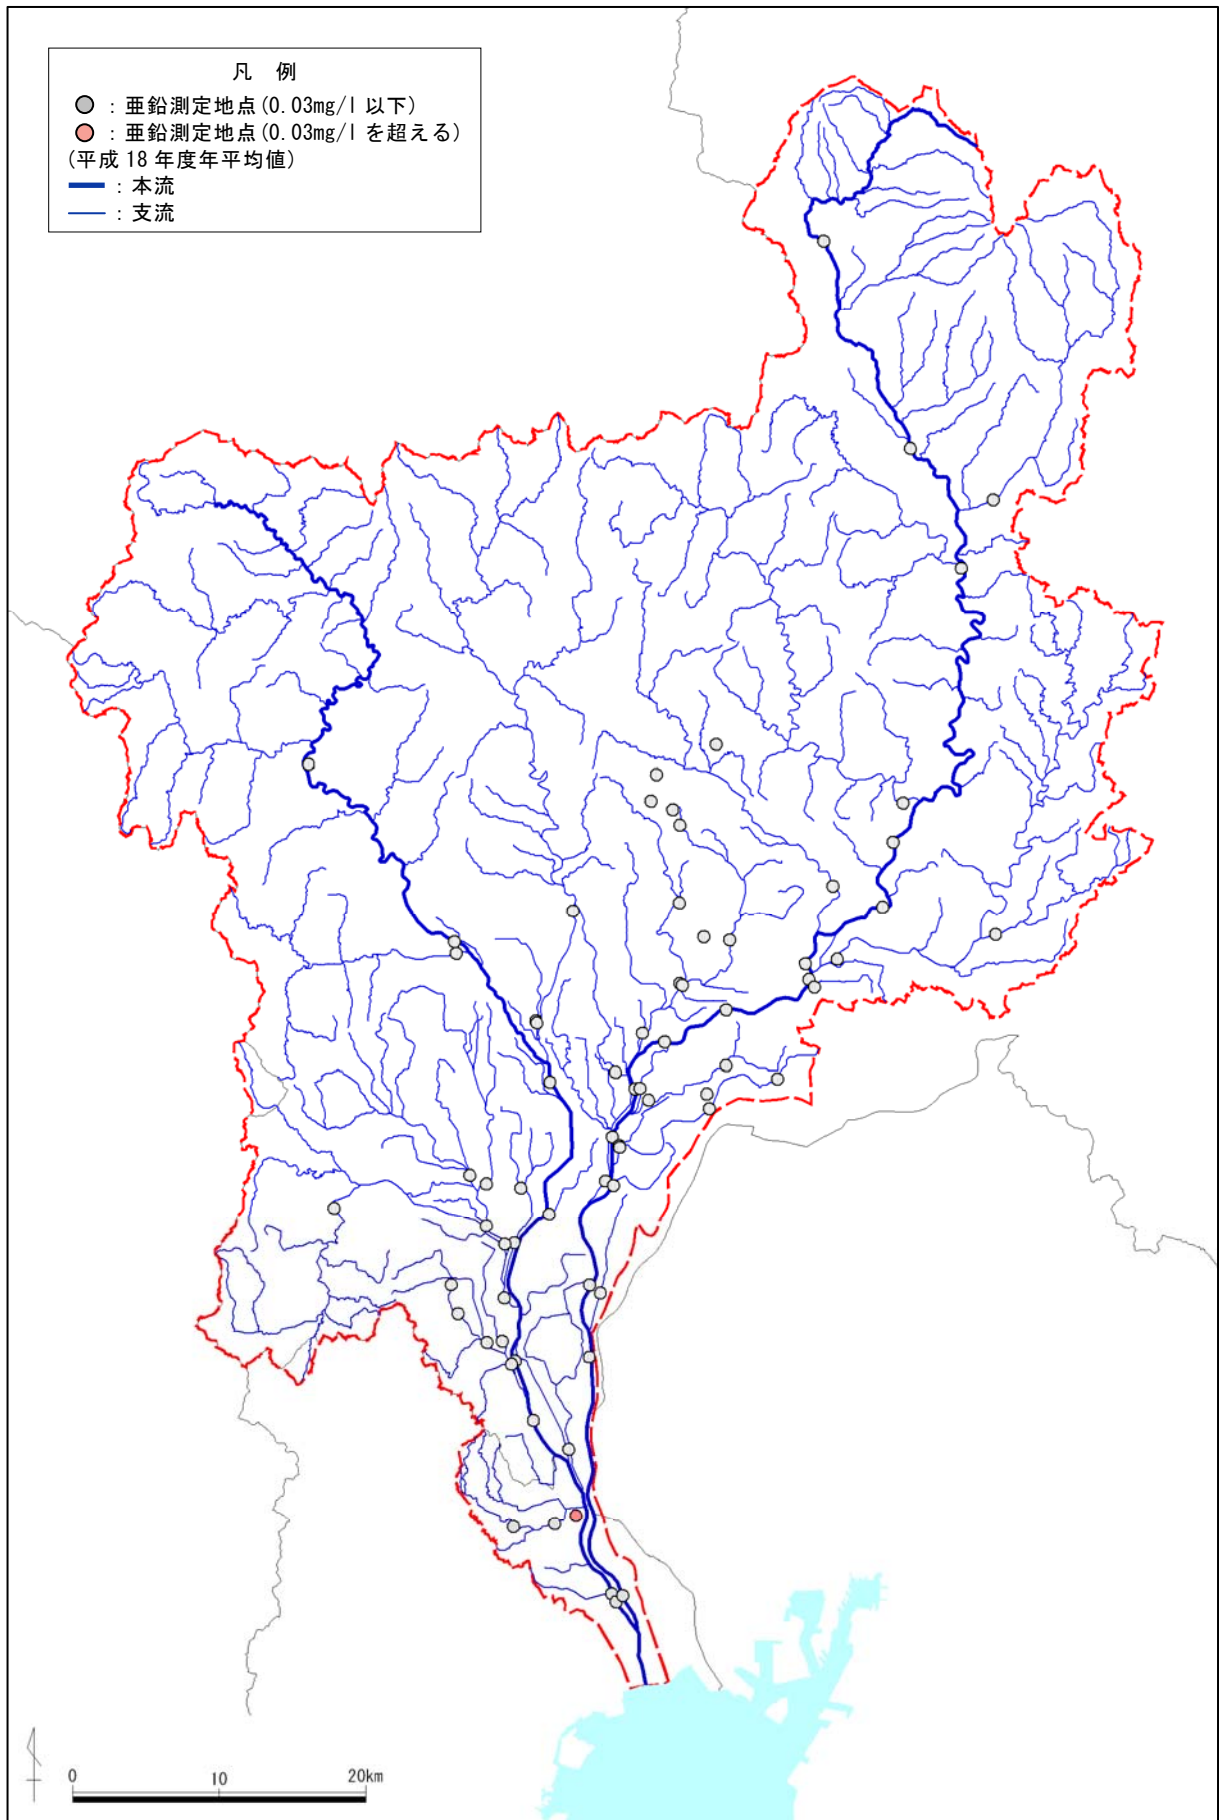 凡 例
: 亜鉛測定地点(0.03mg/l 以下)
: 亜鉛測定地点(0.03mg/l を超える)
(平成 18 年度年平均値)
: 本流
: 支流
0 10 20km